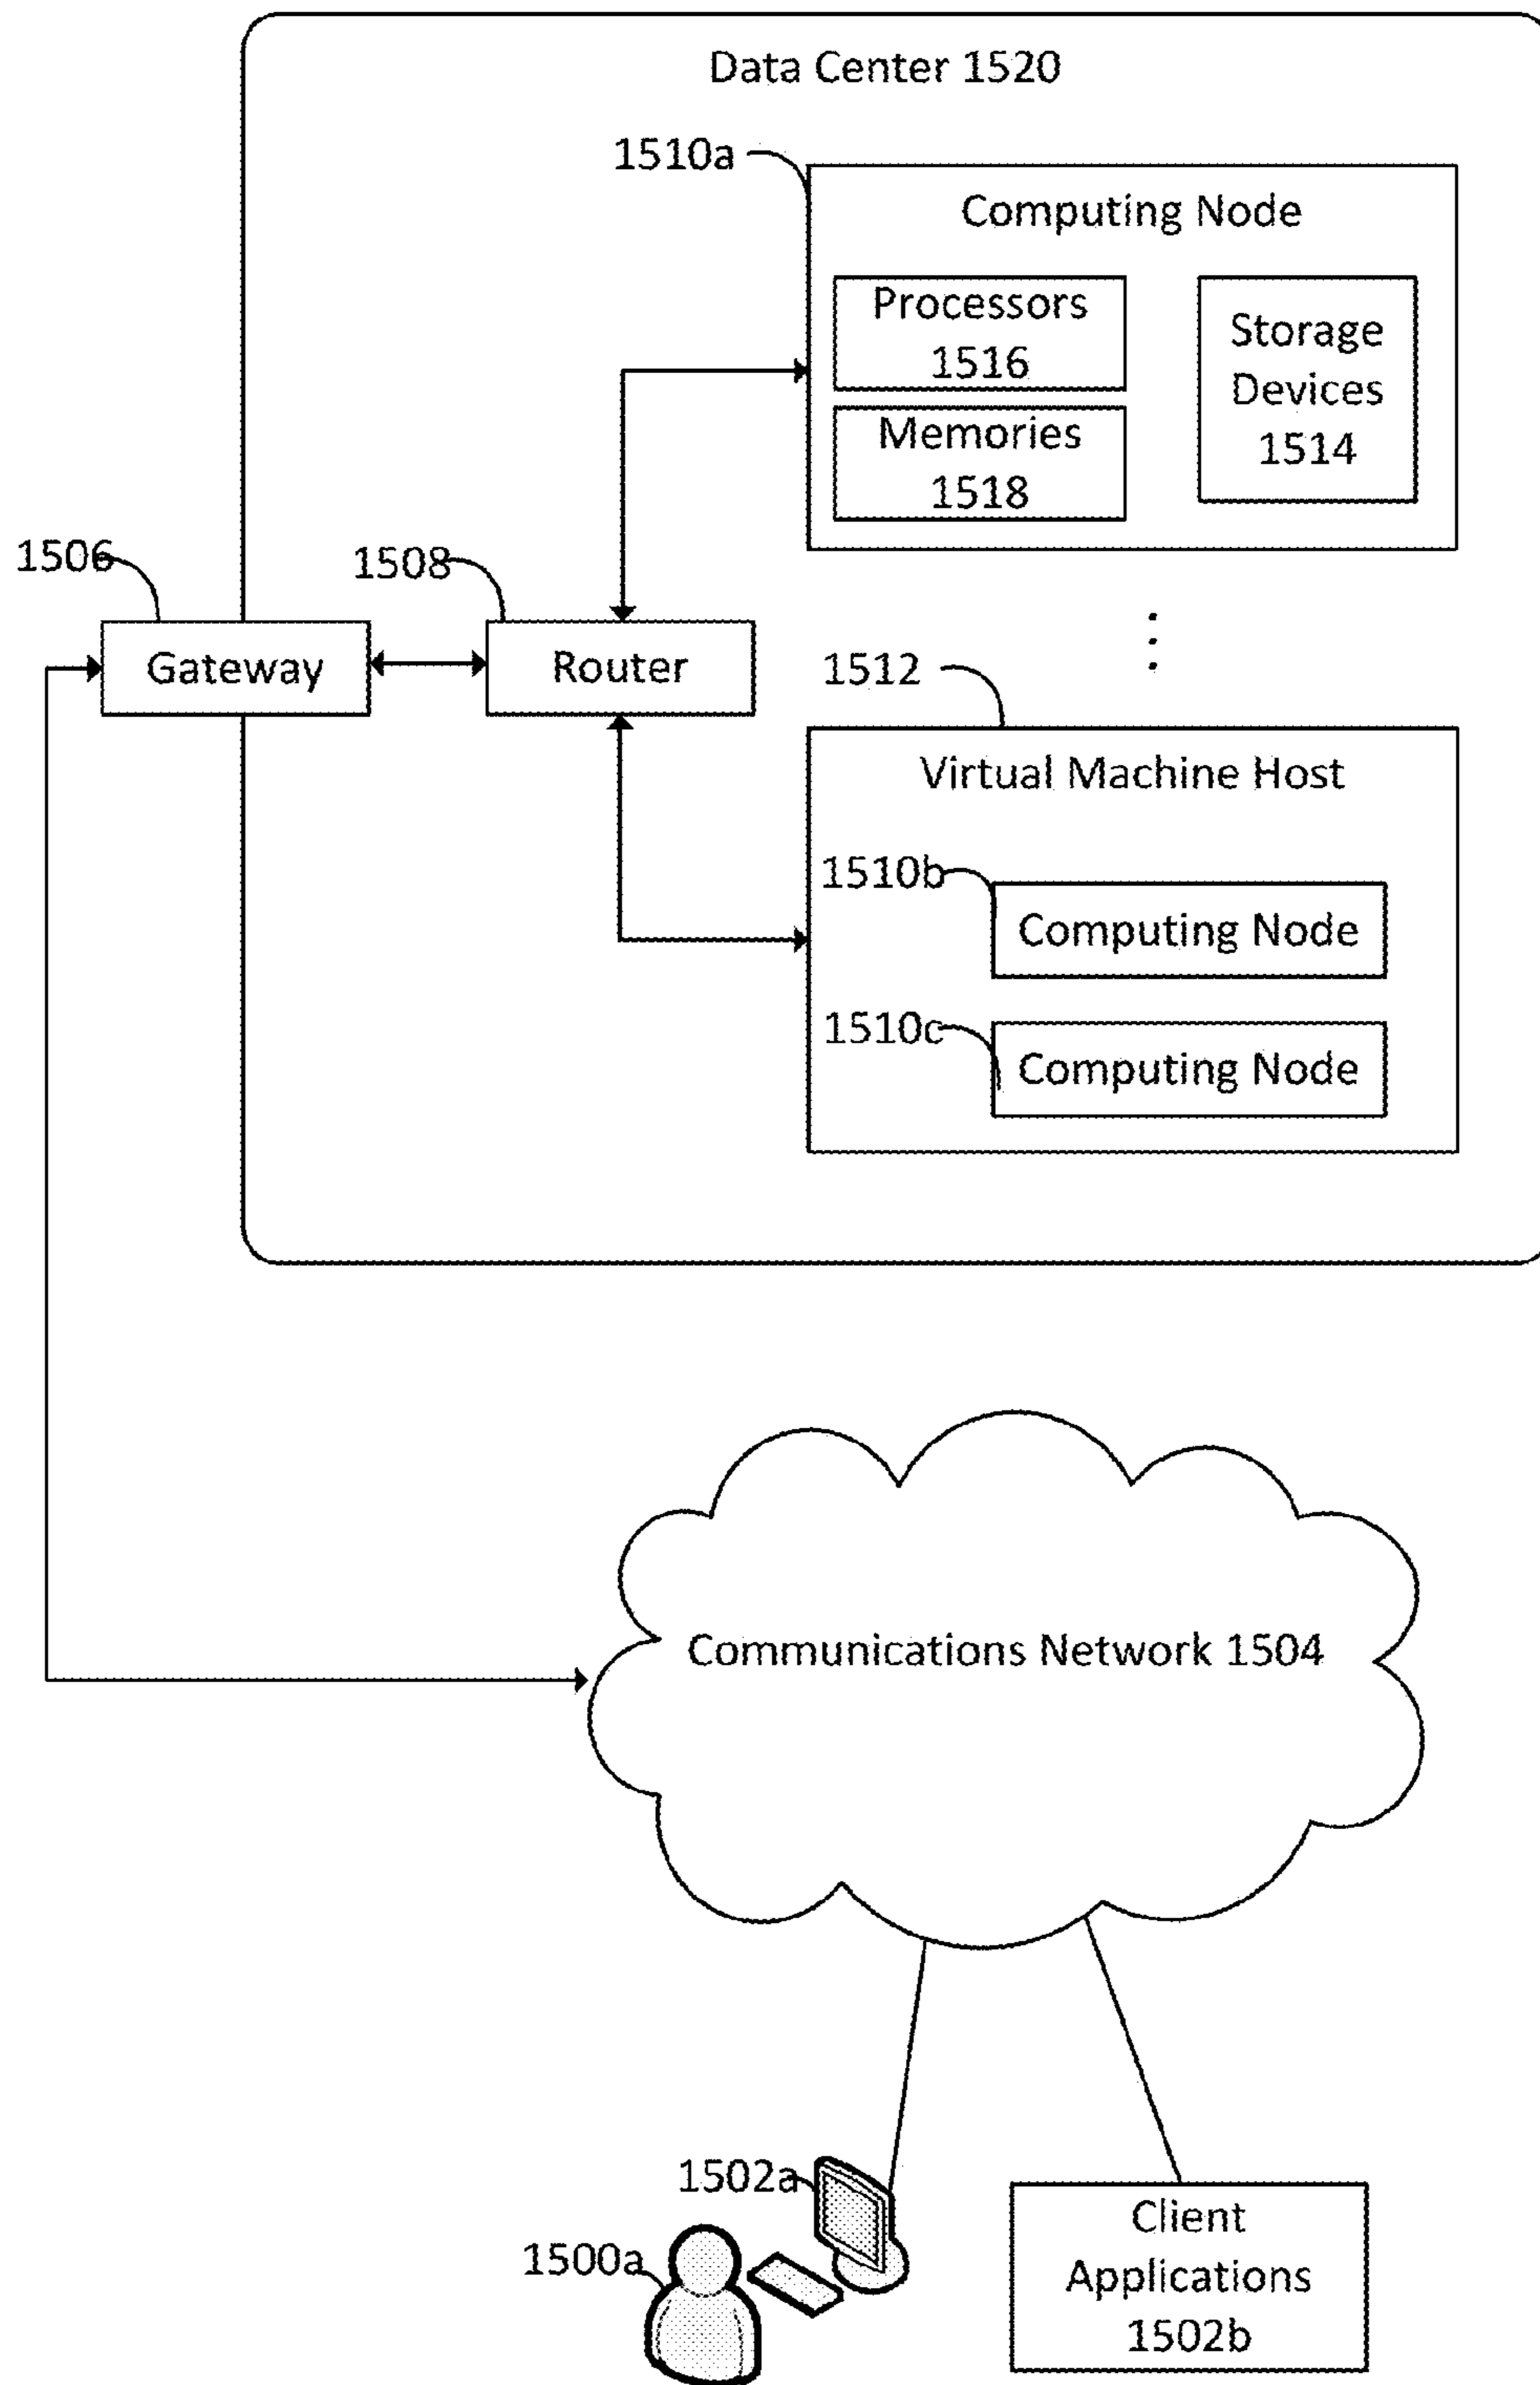 Data Center 1520
1510a
Computing Node
Processors
1516
Storage
Devices
1514
Memories
1518
1506
1508
Gateway
Router
1512
Virtual Machine Host
1510b
Computing Node
1510c
Computing Node
Communications Network 1504
1502a
1500a
Client
Applications
1502b